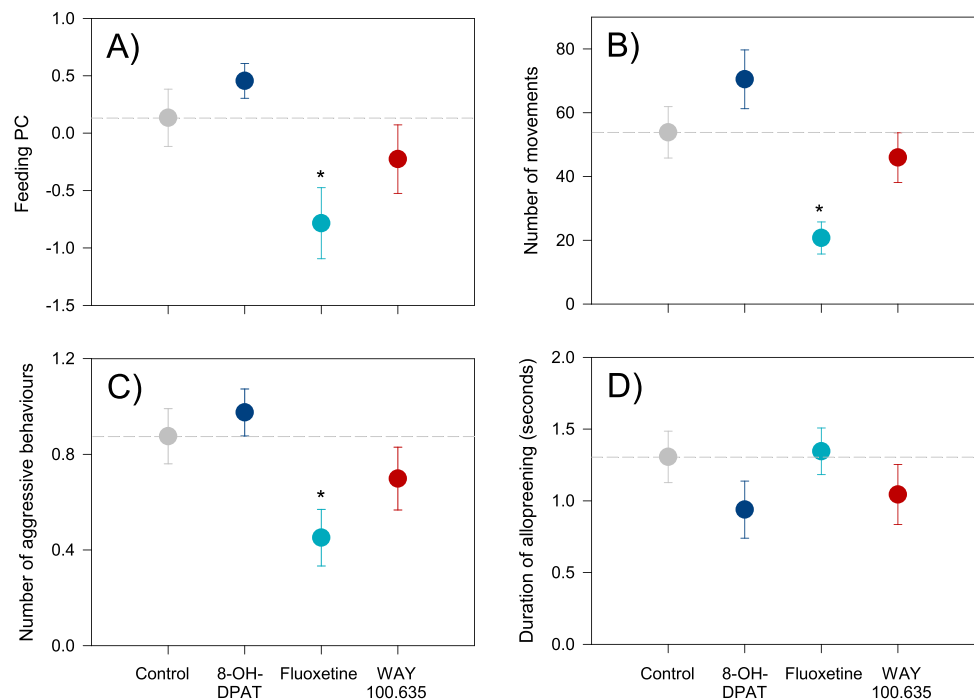 A)
Feeding PC
1.0
0.5
0.0
-0.5
-1.0
-1.5
*
B)
Number of movements
80
60
40
20
0
*
C)
Number of aggressive behaviours
1.2
0.8
0.4
0.0
*
Control
8-OH-
DPAT
Fluoxetine
WAY
100.635
D)
Duration of allopreening (seconds)
2.0
1.5
1.0
0.5
0.0
Control
8-OH-
DPAT
Fluoxetine
WAY
100.635